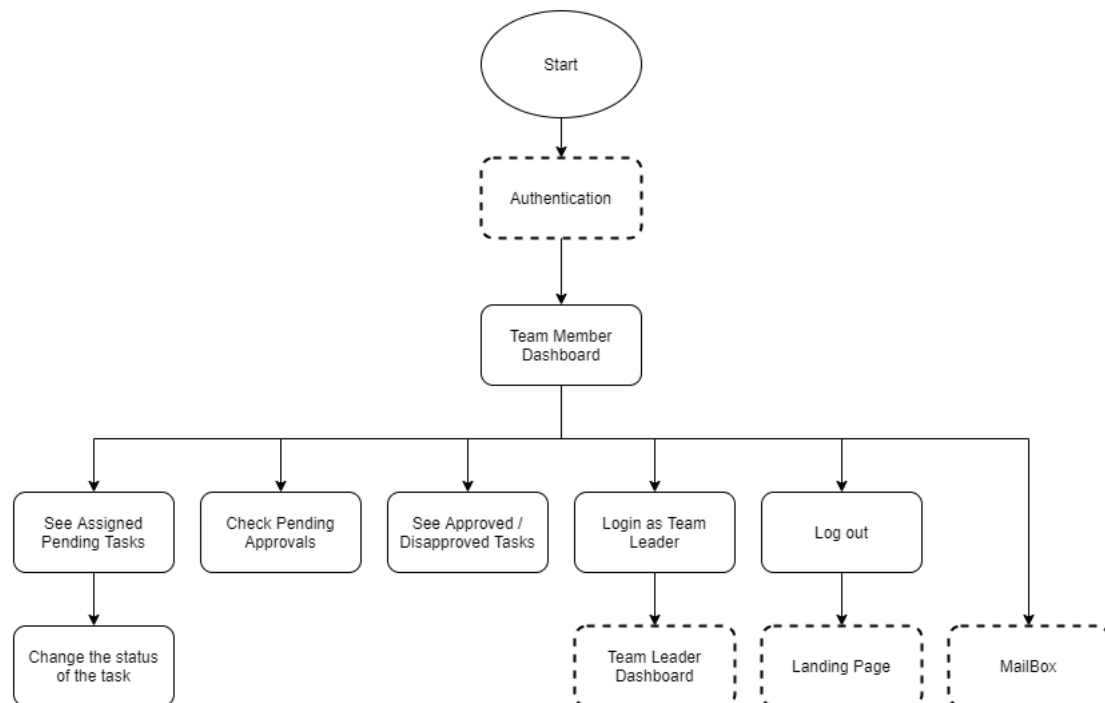 Start
Authentication
Team Member
Dashboard
See Assigned
Pending Tasks
Check Pending
Approvals
See Approved /
Disapproved Tasks
Login as Team
Leader
Log out
Change the status
of the task
Team Leader
Dashboard
Landing Page
MailBox